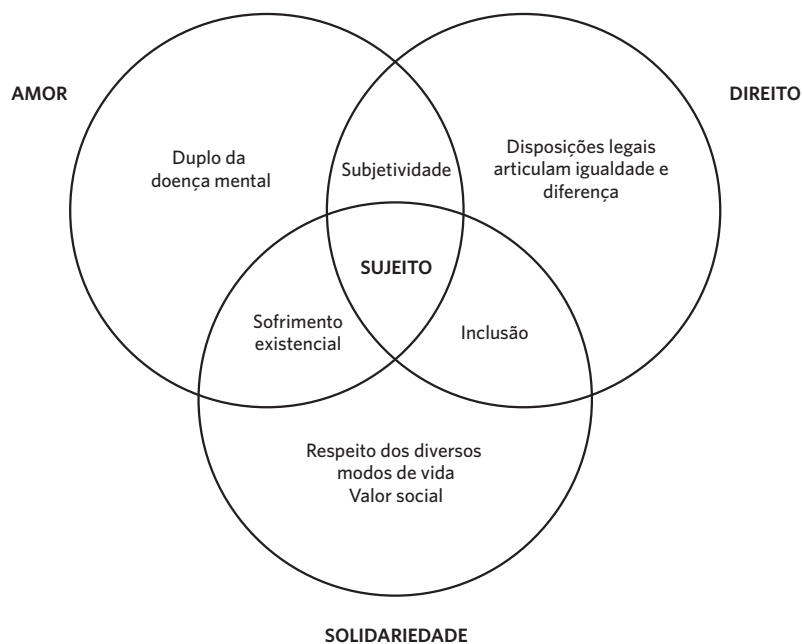 AMOR
DIREITO
Duplo da
doença mental
Subjetividade
Disposições legais
articulam igualdade e
diferença
SUJEITO
Sofrimento
existencial
Inclusão
Respeito dos diversos
modos de vida
Valor social
SOLIDARIEDADE